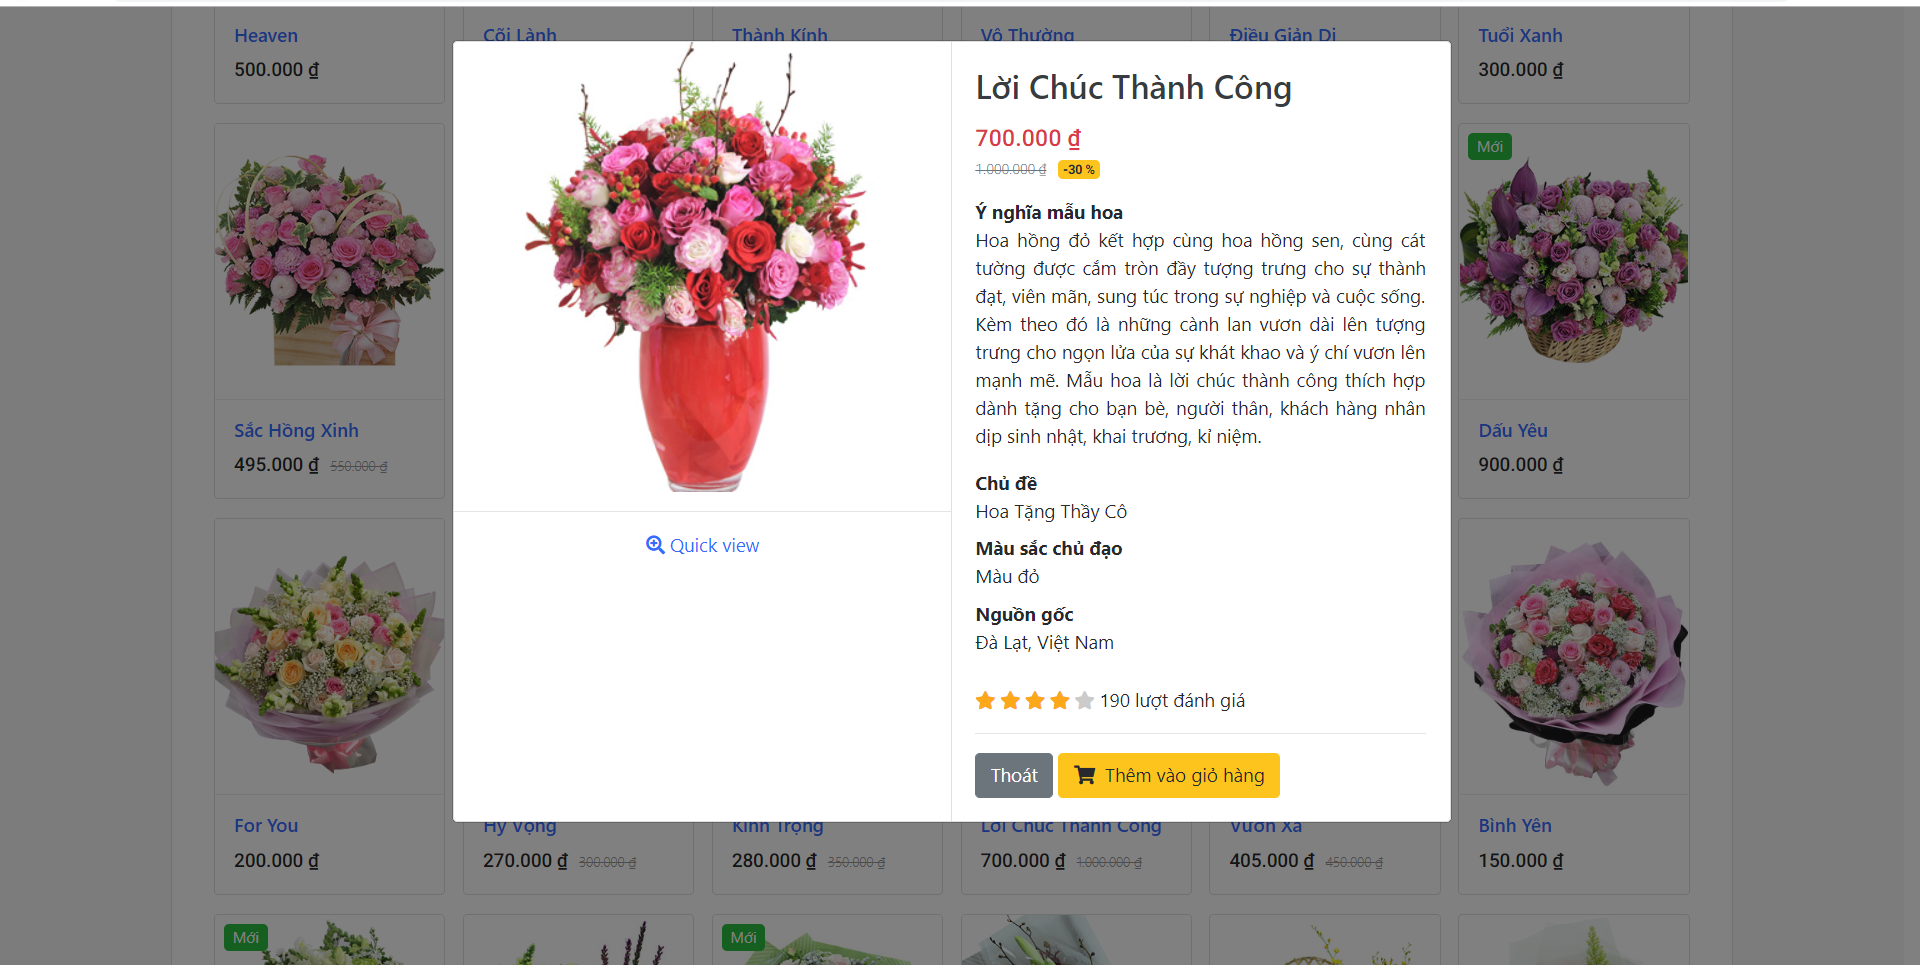 Heaven
Cõi Lành
Thành Kính
Vô Thường
Điều Giản Dị
Tuổi Xanh
500.000 ₫
300.000 ₫
Lời Chúc Thành Công
700.000 ₫
1.000.000 ₫ -30 %
Ý nghĩa mẫu hoa
Hoa hồng đỏ kết hợp cùng hoa hồng sen, cùng cát
tường được cắm tròn đầy tượng trưng cho sự thành
đạt, viên mãn, sung túc trong sự nghiệp và cuộc sống.
Kèm theo đó là những cành lan vươn dài lên tượng
trưng cho ngọn lửa của sự khát khao và ý chí vươn lên
mạnh mẽ. Mẫu hoa là lời chúc thành công thích hợp
dành tặng cho bạn bè, người thân, khách hàng nhân
dịp sinh nhật, khai trương, kỉ niệm.
Chủ đề
Hoa Tặng Thầy Cô
Màu sắc chủ đạo
Màu đỏ
Nguồn gốc
Đà Lạt, Việt Nam
190 lượt đánh giá
Thoát
Thêm vào giỏ hàng
Quick view
Sắc Hồng Xinh
495.000 ₫ 550.000 ₫
Mới
Dấu Yêu
900.000 ₫
For You
200.000 ₫
Hy Vọng
270.000 ₫ 300.000 ₫
Kính Trọng
280.000 ₫ 350.000 ₫
Lời Chúc Thành Công
700.000 ₫ 1.000.000 ₫
Vươn Xa
405.000 ₫ 450.000 ₫
Bình Yên
150.000 ₫
Mới
Mới